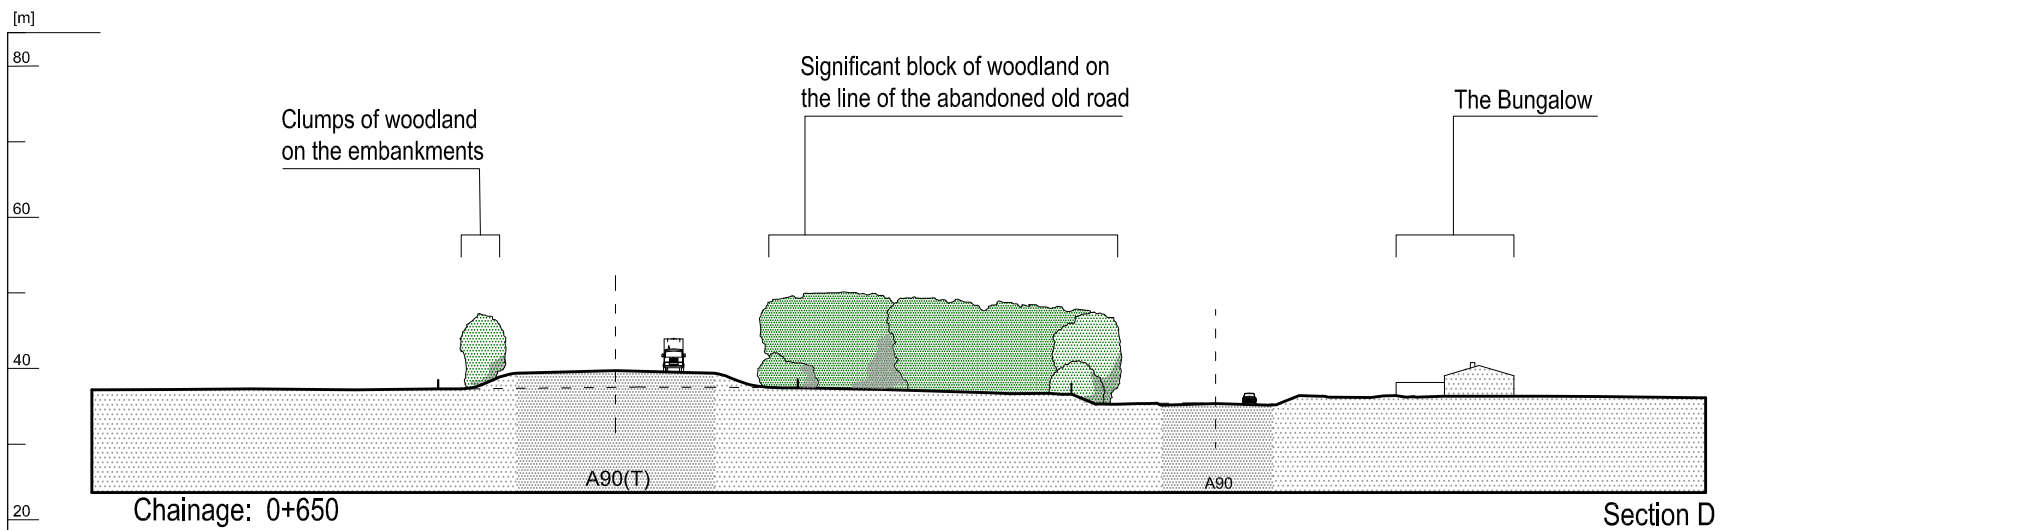 [m]
80
60
40
20
Clumps of woodland
on the embankments
Significant block of woodland on
the line of the abandoned old road
The Bungalow
A90(T)
A90
Chainage: 0+650
Section D